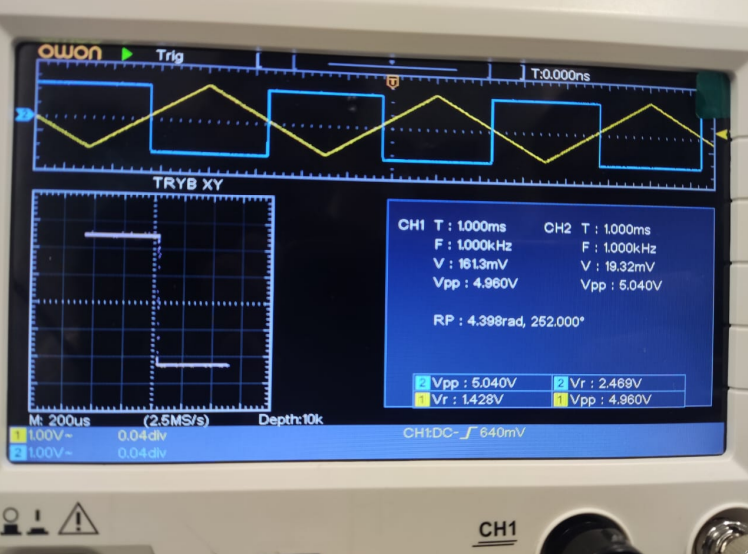 OWON Trig T:0.000ns
T
2
TRYB XY
CH1 T : 1.000ms CH2 T : 1.000ms
F : 1.000kHz F : 1.000kHz
V : 161.3mV V : 19.32mV
Vpp : 4.960V Vpp : 5.040V
RP : 4.398rad, 252.000°
2 Vpp : 5.040V 2 Vr : 2.469V
1 Vr : 1.428V 1 Vpp : 4.960V
M: 200us (2.5MS/s) Depth:10k
1 1.00V~ 0.04div CH1:DC- 640mV
2 1.00V~ 0.04div
CH1